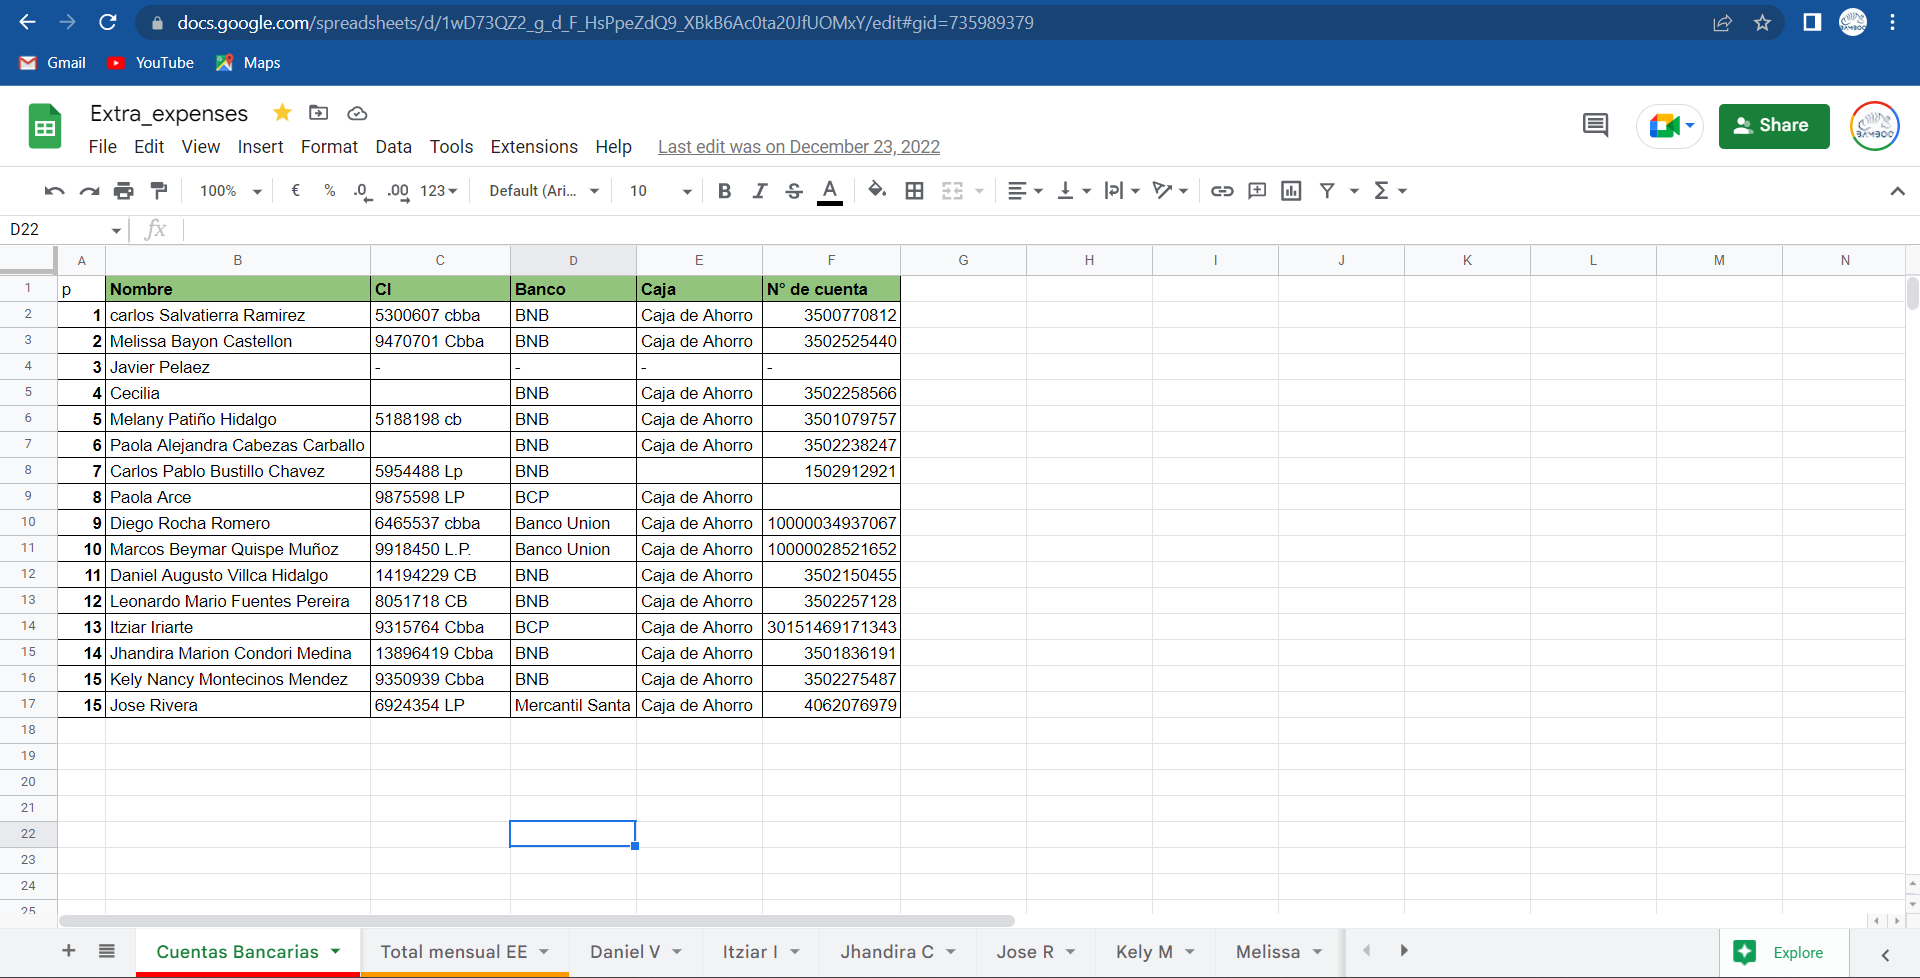 docs.google.com/spreadsheets/d/1wD73QZ2_g_d_F_HsPpeZdQ9_XBkB6Ac0ta20JfUOMxY/edit#gid=735989379
Gmail YouTube Maps
Extra_expenses
File Edit View Insert Format Data Tools Extensions Help Last edit was on December 23, 2022
Share
BAMBOO
100% € % .0 .00 123 Default (Ari... 10 B I S A Σ
D22 fx
A B C D E F G H I J K L M N
1 p Nombre CI Banco Caja N° de cuenta
2 1 carlos Salvatierra Ramirez 5300607 cbba BNB Caja de Ahorro 3500770812
3 2 Melissa Bayon Castellon 9470701 Cbba BNB Caja de Ahorro 3502525440
4 3 Javier Pelaez - - - -
5 4 Cecilia BNB Caja de Ahorro 3502258566
6 5 Melany Patiño Hidalgo 5188198 cb BNB Caja de Ahorro 3501079757
7 6 Paola Alejandra Cabezas Carballo BNB Caja de Ahorro 3502238247
8 7 Carlos Pablo Bustillo Chavez 5954488 Lp BNB 1502912921
9 8 Paola Arce 9875598 LP BCP Caja de Ahorro
10 9 Diego Rocha Romero 6465537 cbba Banco Union Caja de Ahorro 10000034937067
11 10 Marcos Beymar Quispe Muñoz 9918450 L.P. Banco Union Caja de Ahorro 10000028521652
12 11 Daniel Augusto Villca Hidalgo 14194229 CB BNB Caja de Ahorro 3502150455
13 12 Leonardo Mario Fuentes Pereira 8051718 CB BNB Caja de Ahorro 3502257128
14 13 Itziar Iriarte 9315764 Cbba BCP Caja de Ahorro 30151469171343
15 14 Jhandira Marion Condori Medina 13896419 Cbba BNB Caja de Ahorro 3501836191
16 15 Kely Nancy Montecinos Mendez 9350939 Cbba BNB Caja de Ahorro 3502275487
17 15 Jose Rivera 6924354 LP Mercantil Santa Caja de Ahorro 4062076979
18
19
20
21
22
23
24
25
Cuentas Bancarias Total mensual EE Daniel V Itziar I Jhandira C Jose R Kely M Melissa Explore